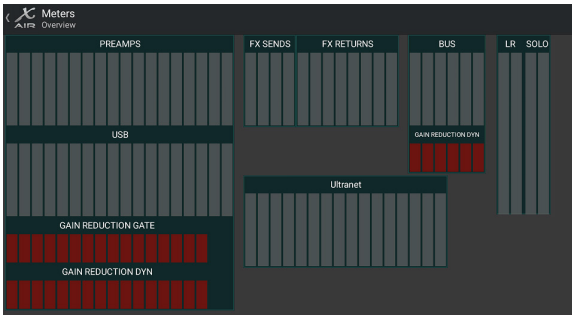 Meters
X AIR Overview
PREAMPS
FX SENDS FX RETURNS
BUS
LR SOLO
USB
GAIN REDUCTION DYN
Ultranet
GAIN REDUCTION GATE
GAIN REDUCTION DYN